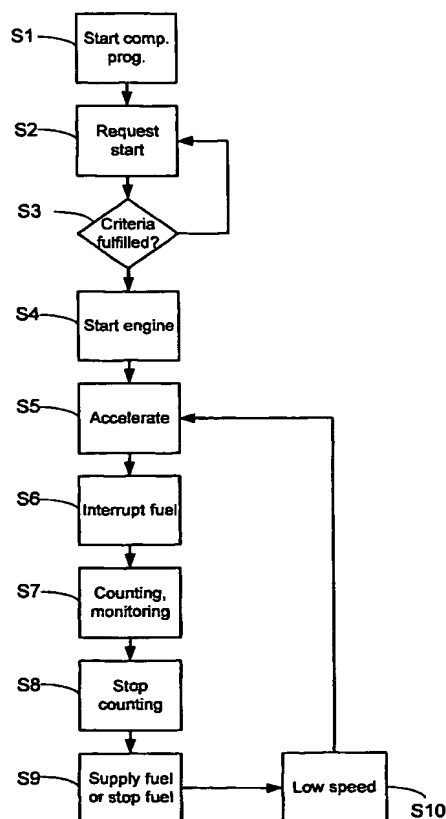 S1
Start comp.
prog.
S2
Request
start
S3
Criteria
fulfilled?
S4
Start engine
S5
Accelerate
S6
Interrupt fuel
S7
Counting,
monitoring
S8
Stop
counting
S9
Supply fuel
or stop fuel
Low speed
S10